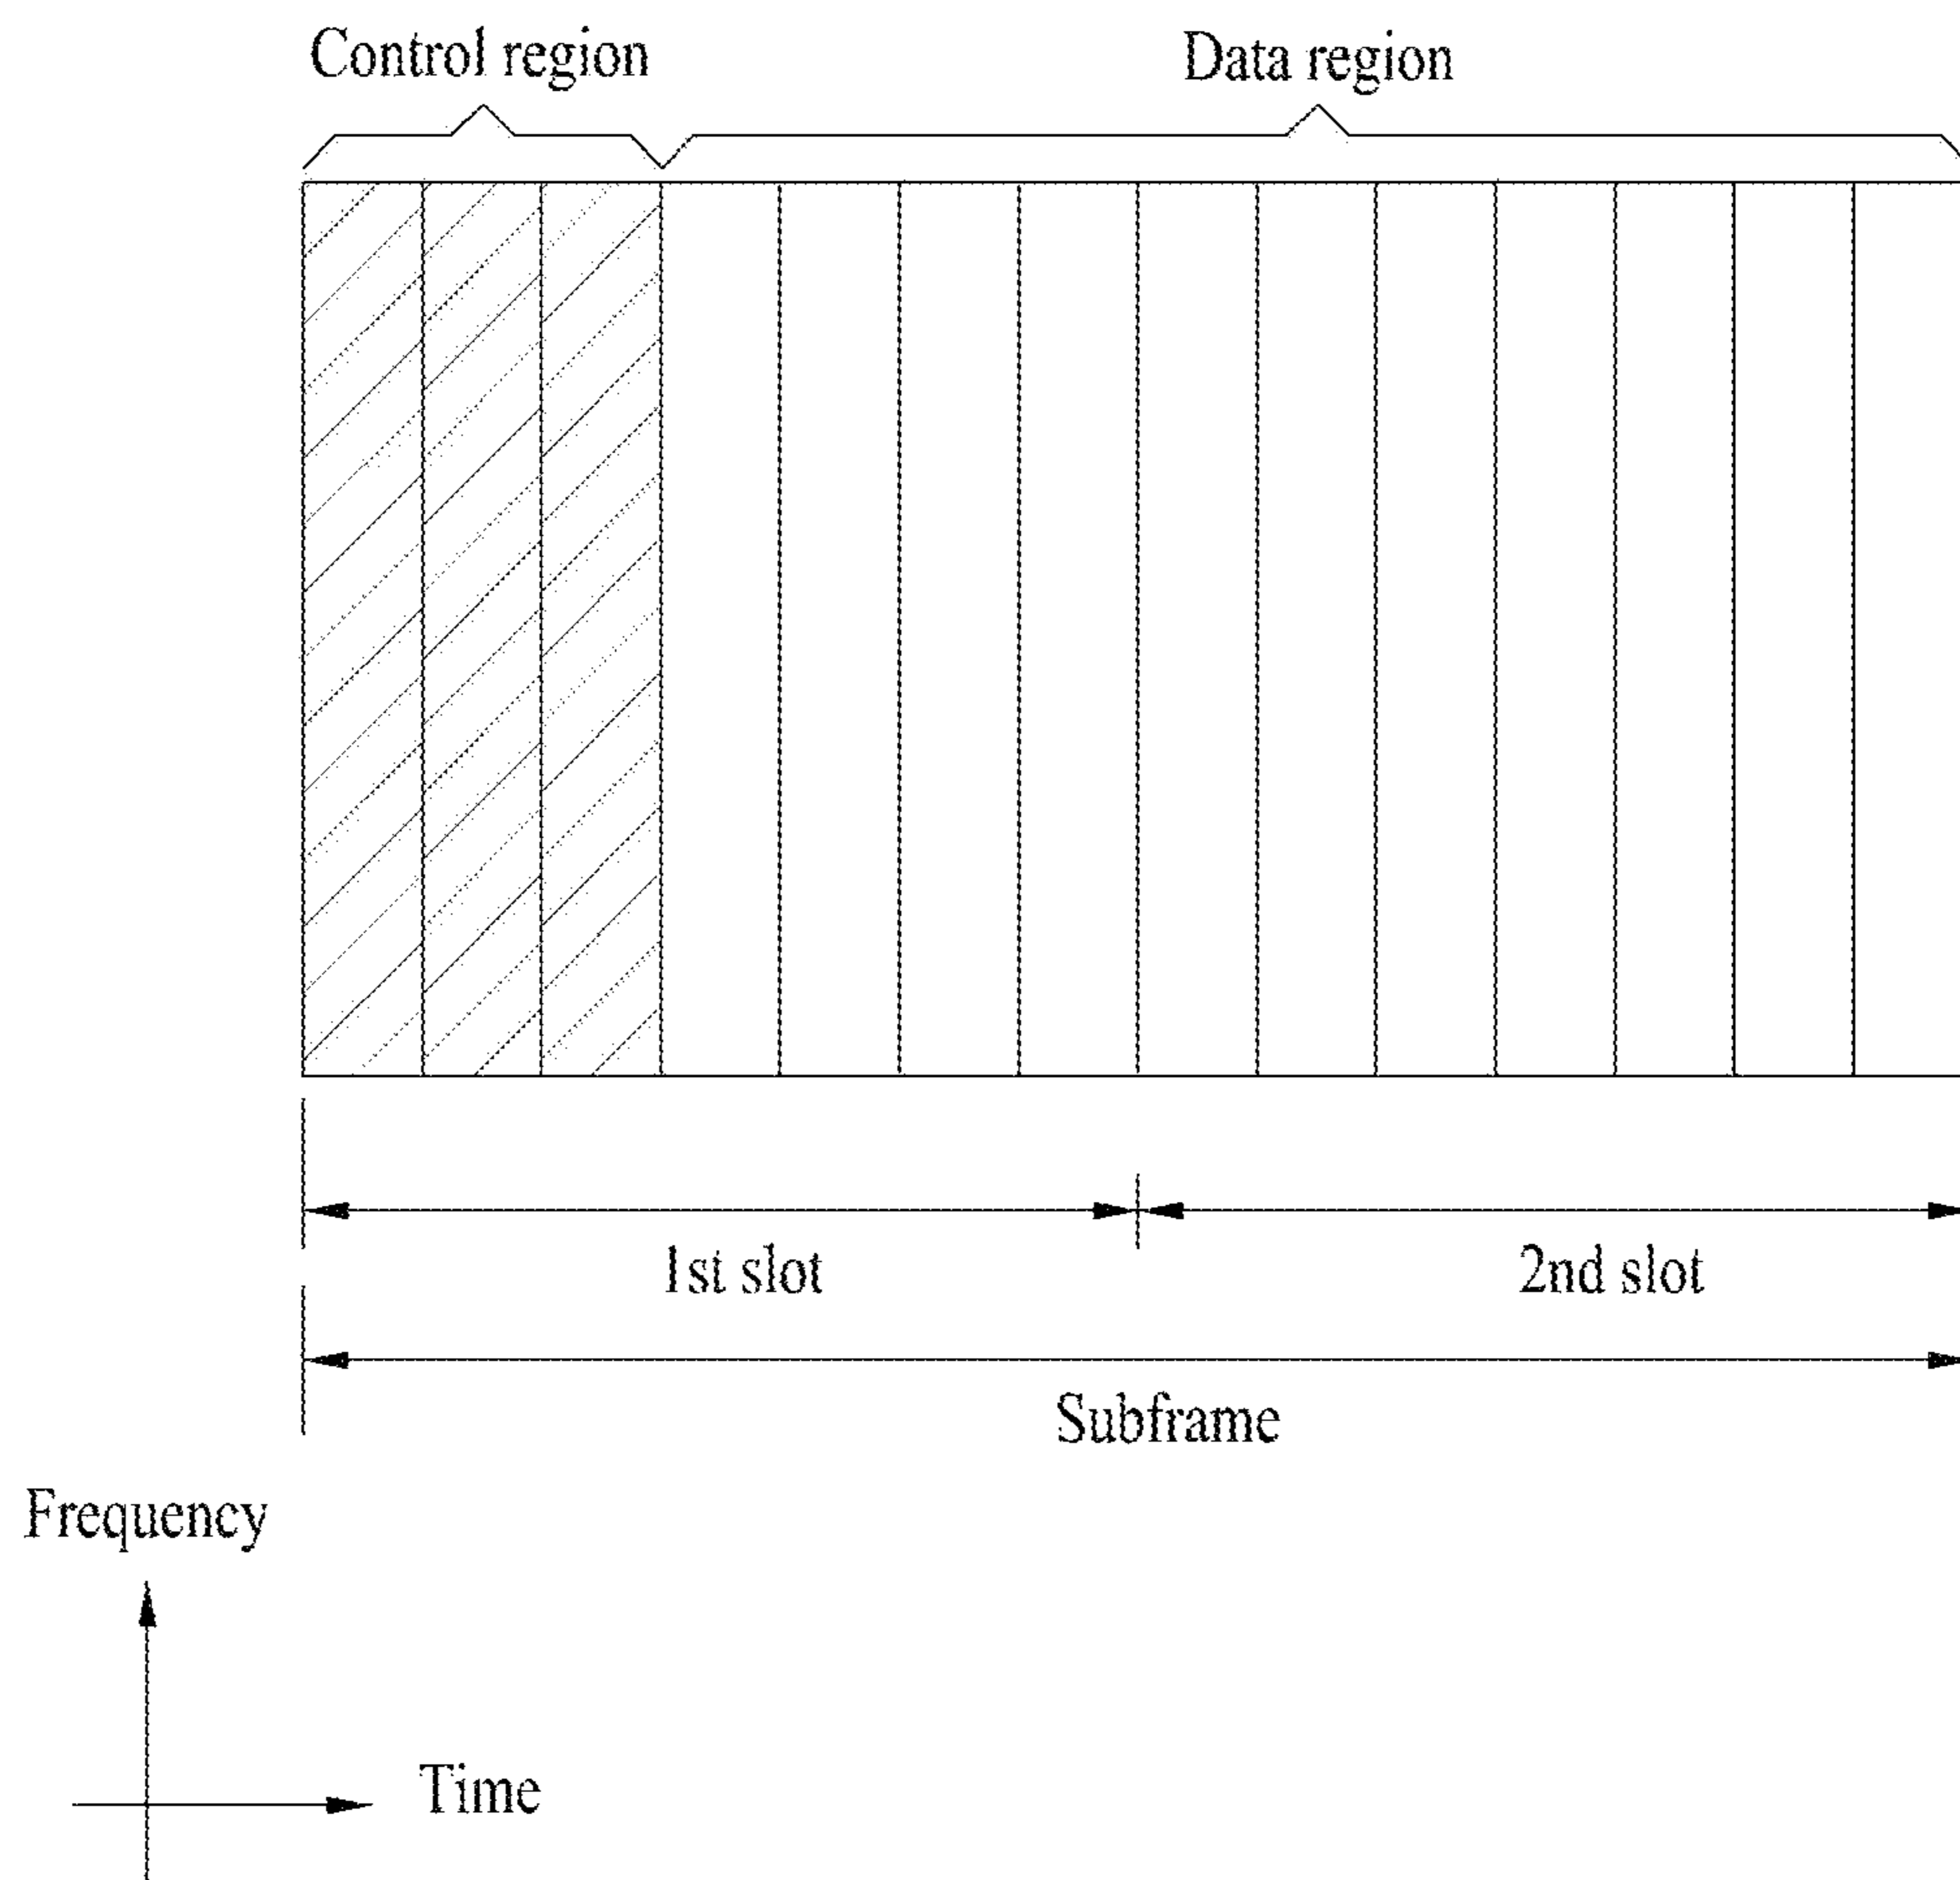 Control region
Data region
1st slot
2nd slot
Subframe
Frequency
Time